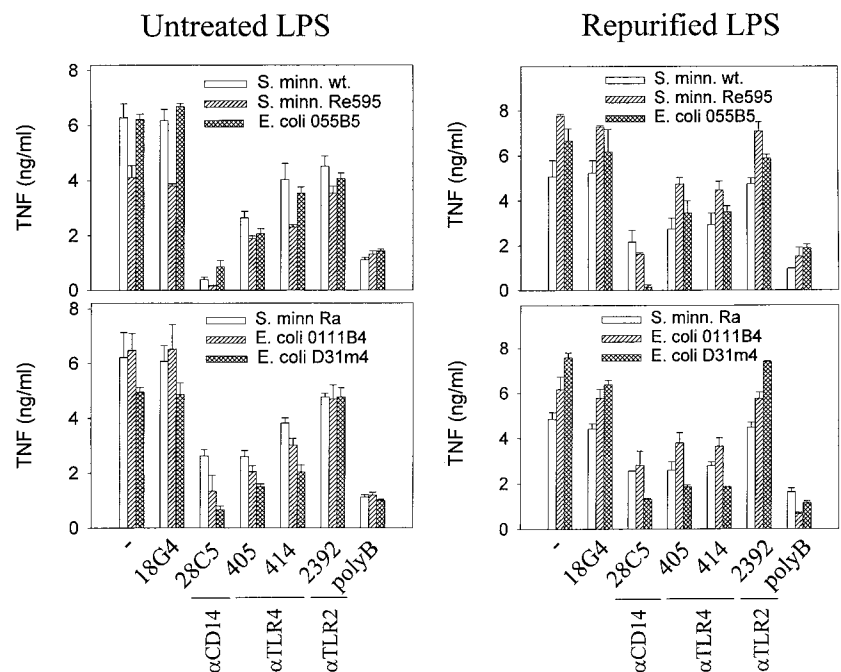 Untreated LPS
Repurified LPS
TNF (ng/ml)
8
6
4
2
0
S. minn. wt.
S. minn. Re595
E. coli 055B5
TNF (ng/ml)
8
6
4
2
0
S. minn. wt.
S. minn. Re595
E. coli 055B5
TNF (ng/ml)
8
6
4
2
0
S. minn Ra
E. coli 0111B4
E. coli D31m4
TNF (ng/ml)
8
6
4
2
0
S. minn. Ra
E. coli 0111B4
E. coli D31m4
-
18G4
28C5
405
414
2392
polyB
αCD14
αTLR4
αTLR2
-
18G4
28C5
405
414
2392
polyB
αCD14
αTLR4
αTLR2